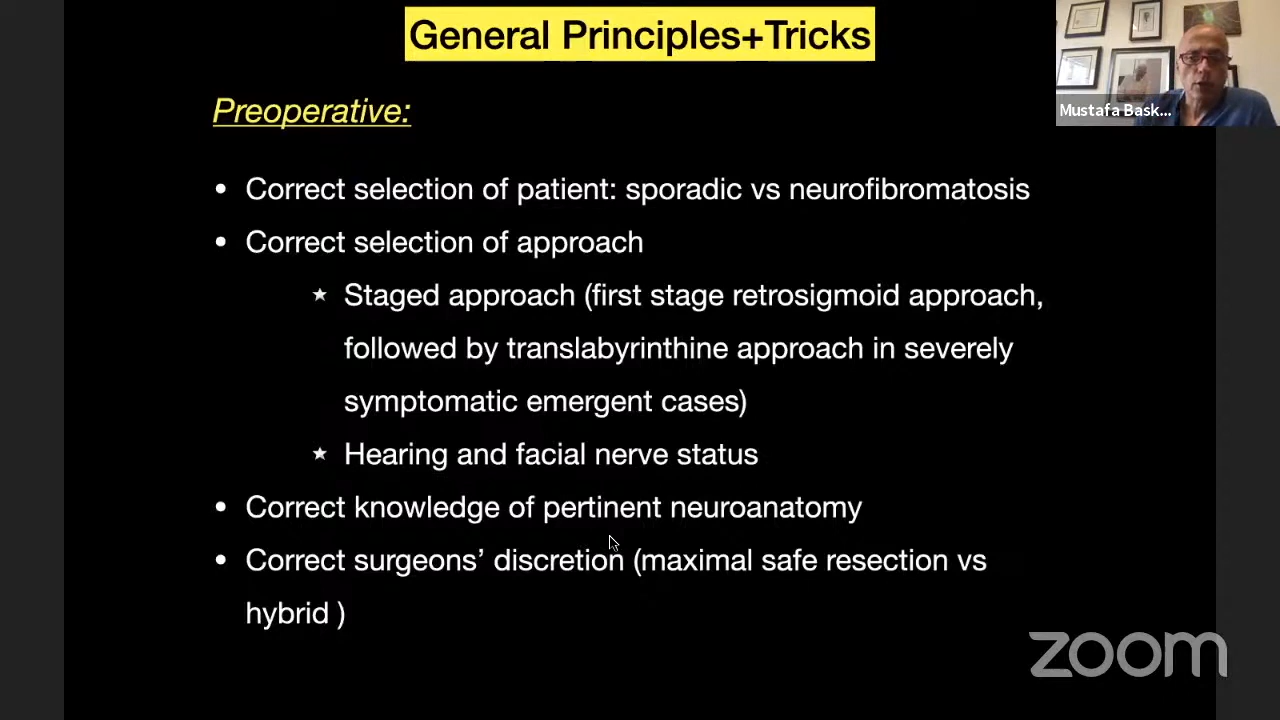 General Principles+Tricks
Mustafa Bask...
Preoperative:
• Correct selection of patient: sporadic vs neurofibromatosis
• Correct selection of approach
★ Staged approach (first stage retrosigmoid approach,
followed by translabyrinthine approach in severely
symptomatic emergent cases)
★ Hearing and facial nerve status
• Correct knowledge of pertinent neuroanatomy
• Correct surgeons’ discretion (maximal safe resection vs
hybrid )
zoom